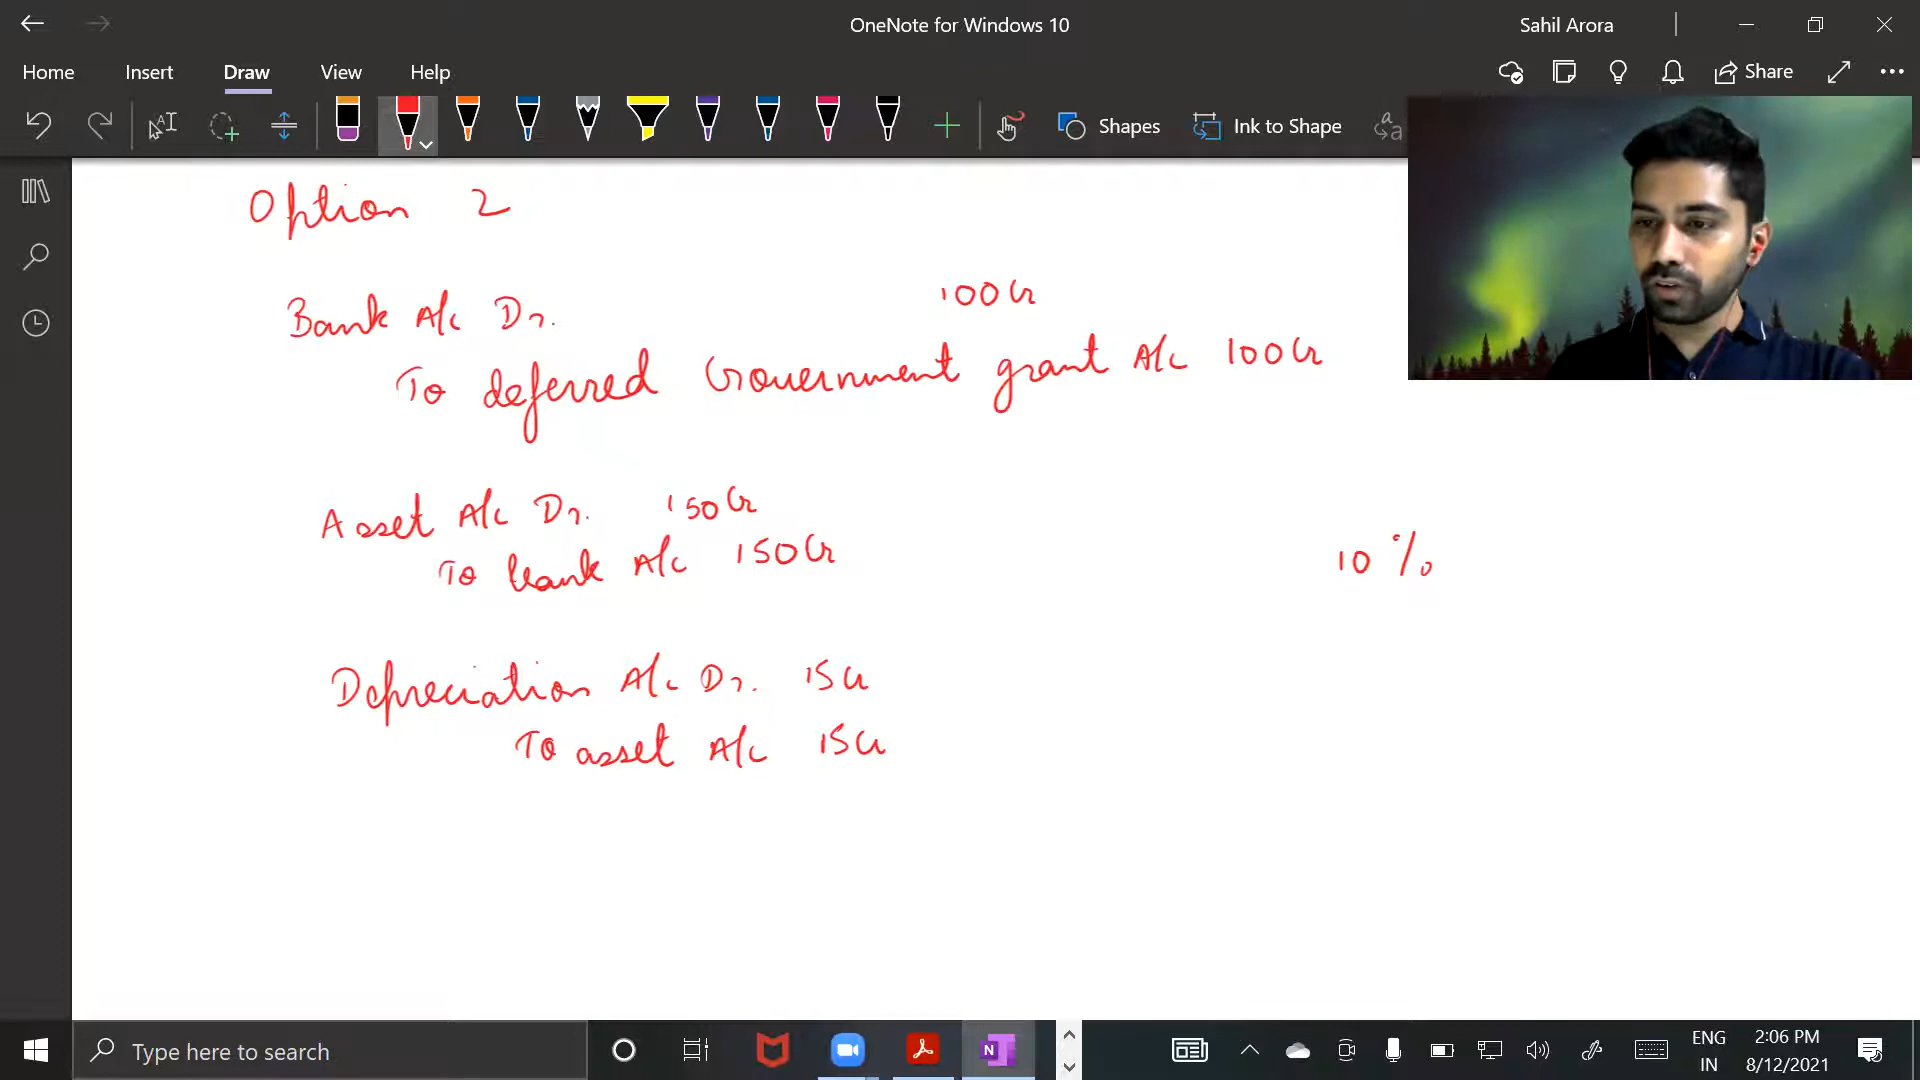 OneNote for Windows 10
Sahil Arora
Home Insert Draw View Help
Share
Shapes Ink to Shape
Option 2
Bank A/c Dr. 100Cr
To deferred Government grant A/c 100Cr
Asset A/c Dr. 150Cr
To bank A/c 150Cr
10%
Depreciation A/c Dr. 15Cr
To asset A/c 15Cr
Type here to search
ENG
IN
2:06 PM
8/12/2021